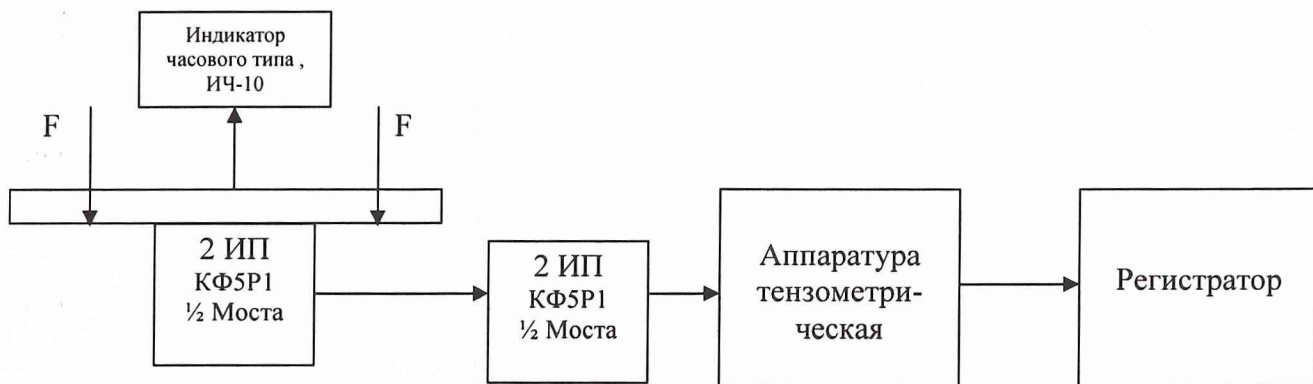 Индикатор
часового типа ,
ИЧ-10
F
F
2 ИП
КФ5Р1
½ Моста
2 ИП
КФ5Р1
½ Моста
Аппаратура
тензометри-
ческая
Регистратор